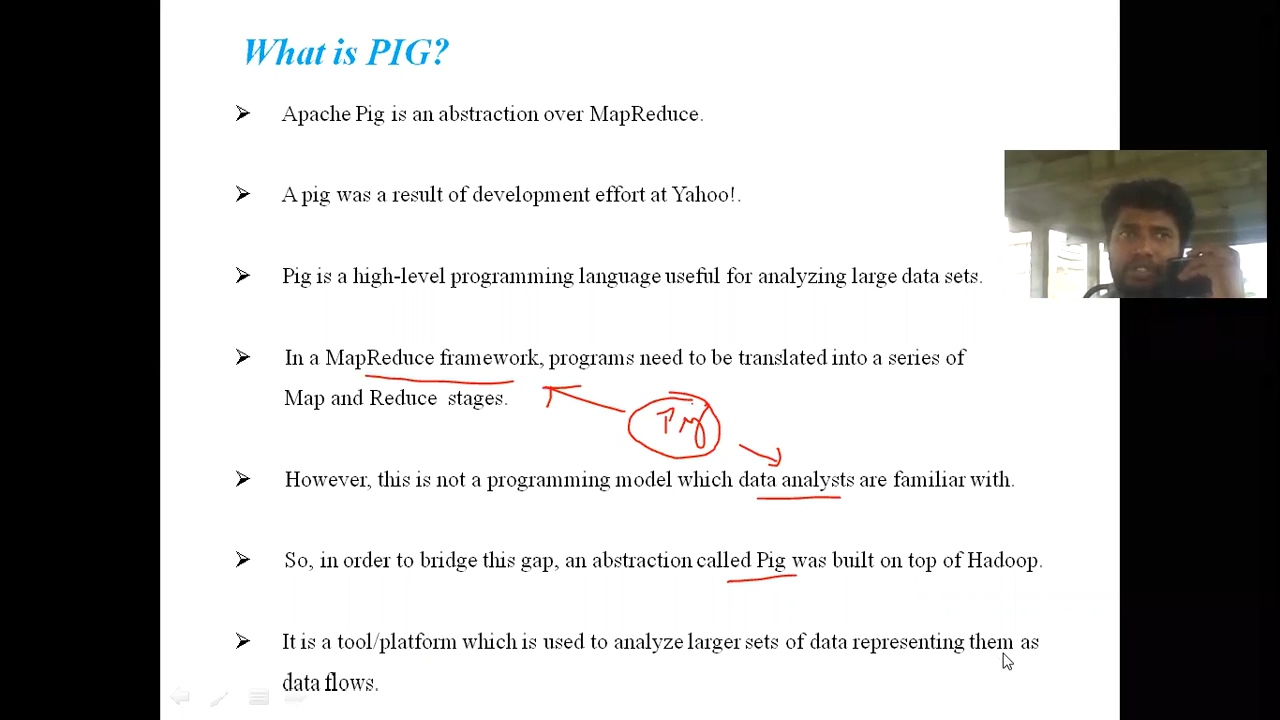 What is PIG?
Apache Pig is an abstraction over MapReduce.
A pig was a result of development effort at Yahoo!.
Pig is a high-level programming language useful for analyzing large data sets.
In a MapReduce framework, programs need to be translated into a series of
Map and Reduce stages.
Pig
However, this is not a programming model which data analysts are familiar with.
So, in order to bridge this gap, an abstraction called Pig was built on top of Hadoop.
It is a tool/platform which is used to analyze larger sets of data representing them as
data flows.